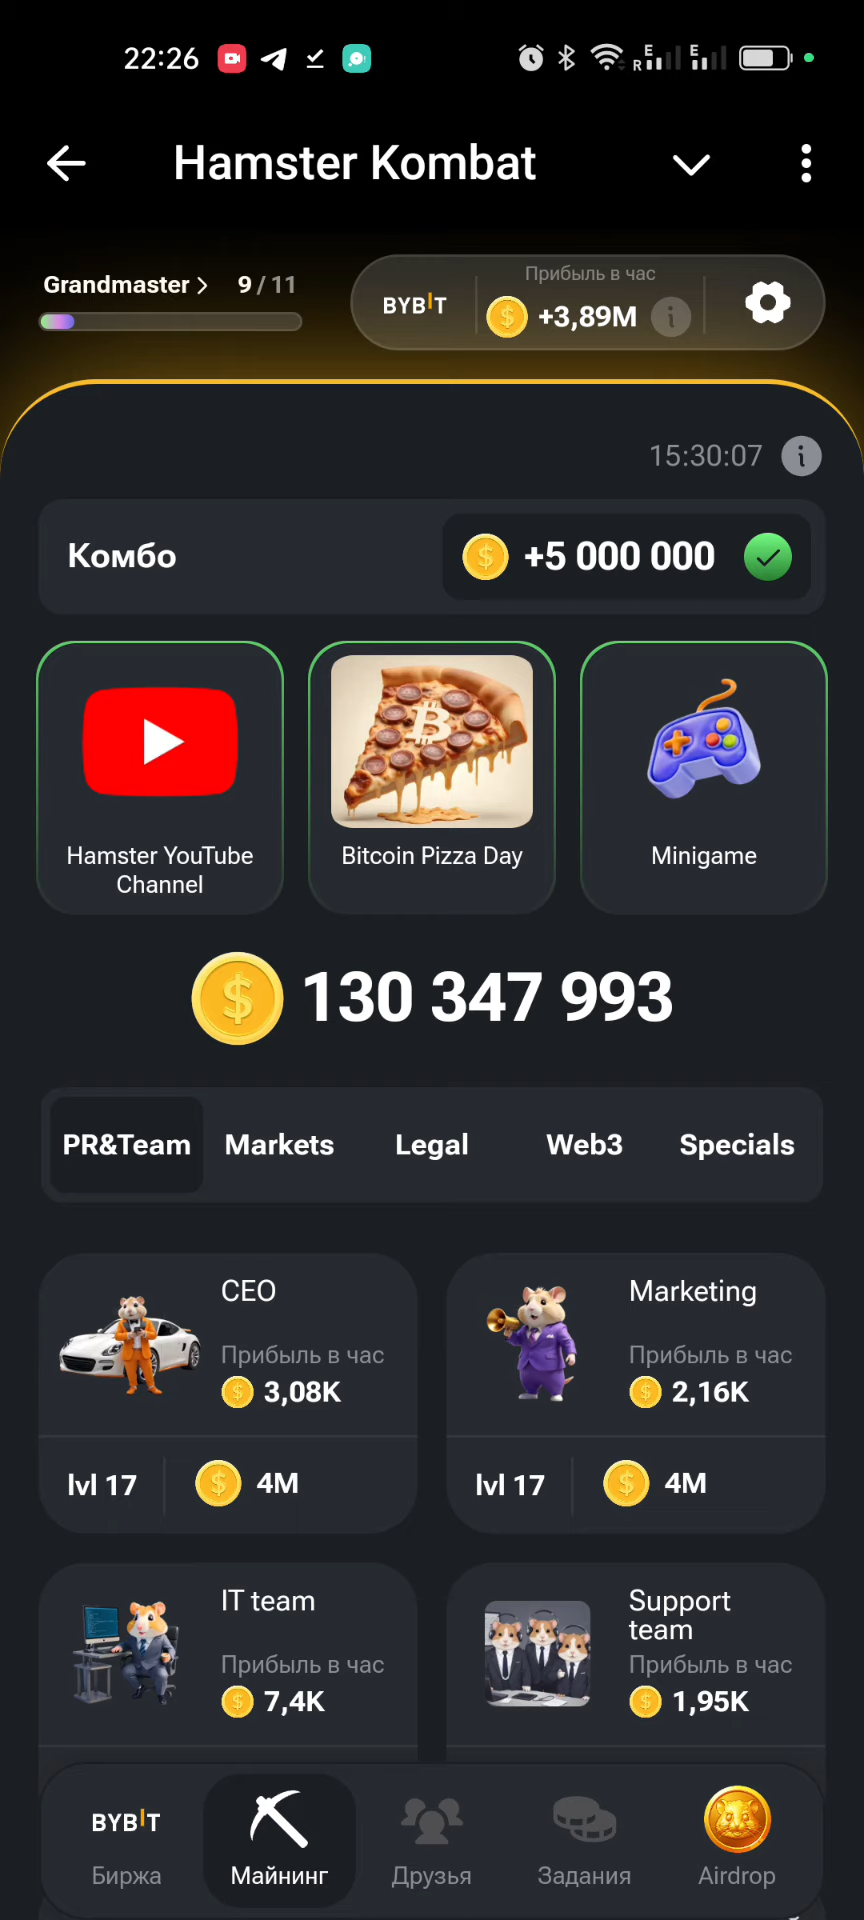 22:26
R E E
Hamster Kombat
Grandmaster > 9 / 11
BYBIT
Прибыль в час
+3,89M
15:30:07
Комбо
+5 000 000
Hamster YouTube
Channel
Bitcoin Pizza Day
Minigame
130 347 993
PR&Team Markets Legal Web3 Specials
CEO
Прибыль в час
3,08K
lvl 17 4M
Marketing
Прибыль в час
2,16K
lvl 17 4M
IT team
Прибыль в час
7,4K
Support
team
Прибыль в час
1,95K
BYBIT
Биржа Майнинг Друзья Задания Airdrop